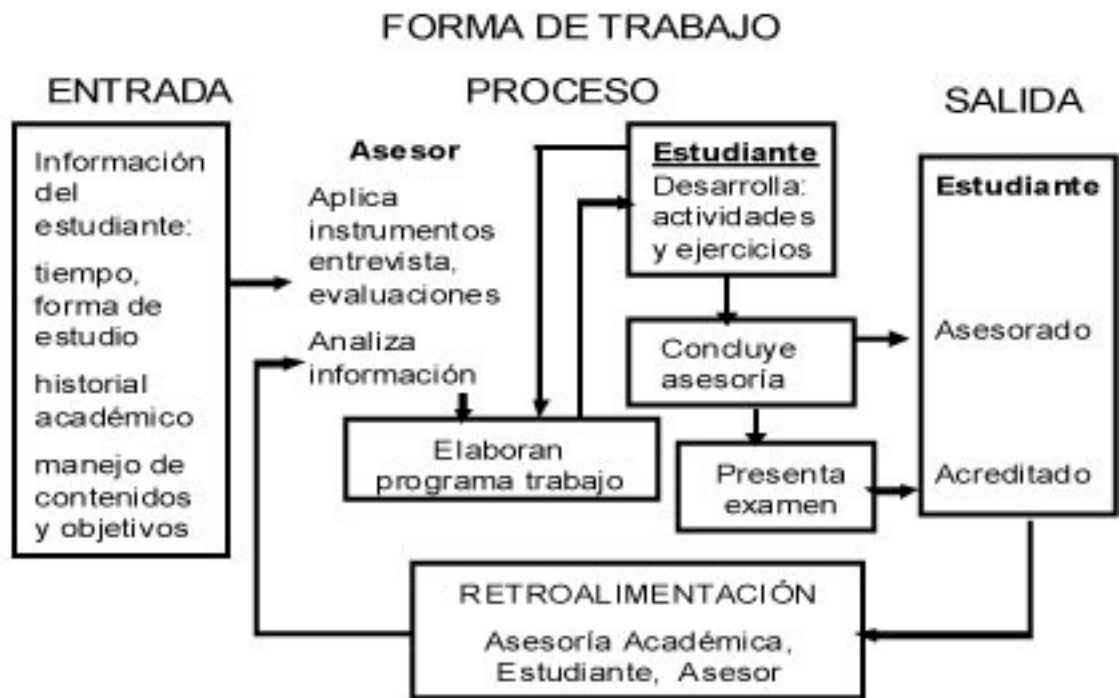 FORMA DE TRABAJO
ENTRADA
PROCESO
SALIDA
Información
del
estudiante:
tiempo,
forma de
estudio
historial
académico
manejo de
contenidos
y objetivos
Asesor
Aplica
instrumentos
entrevista,
evaluaciones
Analiza
información
Elaboran
programa trabajo
Estudiante
Desarrolla:
actividades
y ejercicios
Concluye
asesoría
Presenta
examen
Estudiante
Asesorado
Acreditado
RETROALIMENTACIÓN
Asesoría Académica,
Estudiante, Asesor